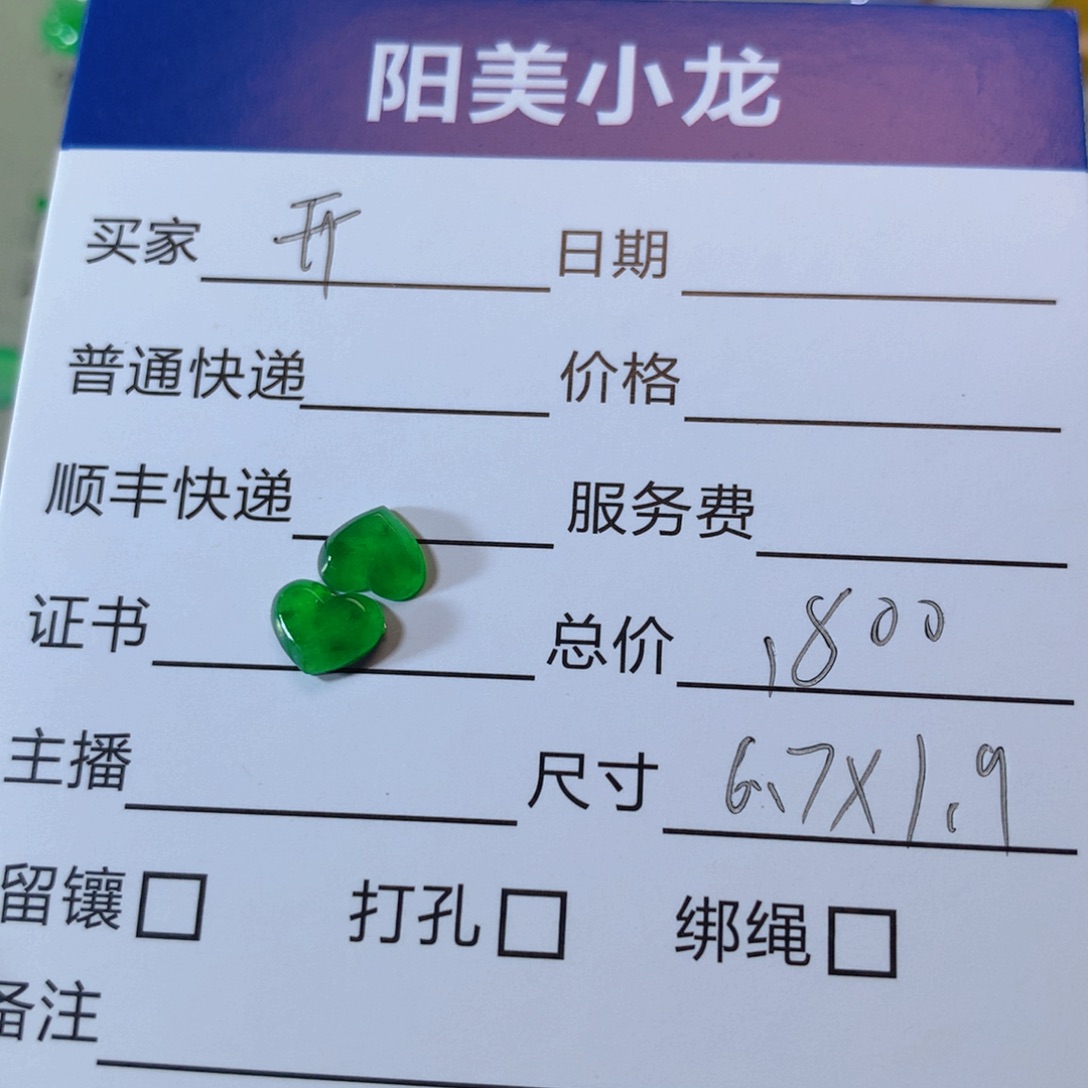 阳美小龙
买家 开 日期
普通快递 价格
顺丰快递 服务费
证书 总价 1800
主播 尺寸 6.7X1.9
留镶 打孔 绑绳
备注